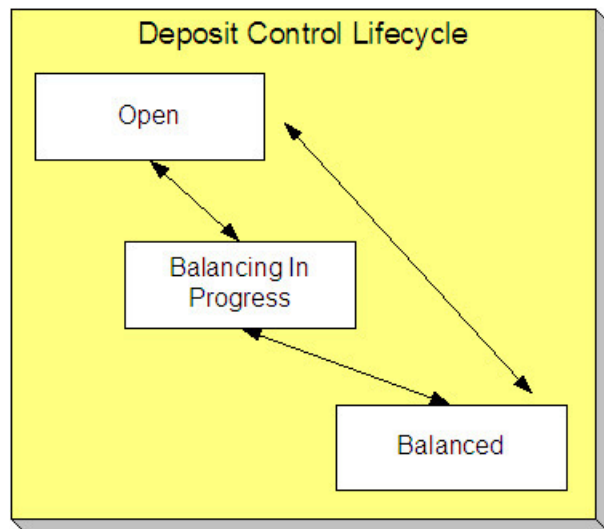 Deposit Control Lifecycle
Open
Balancing In
Progress
Balanced